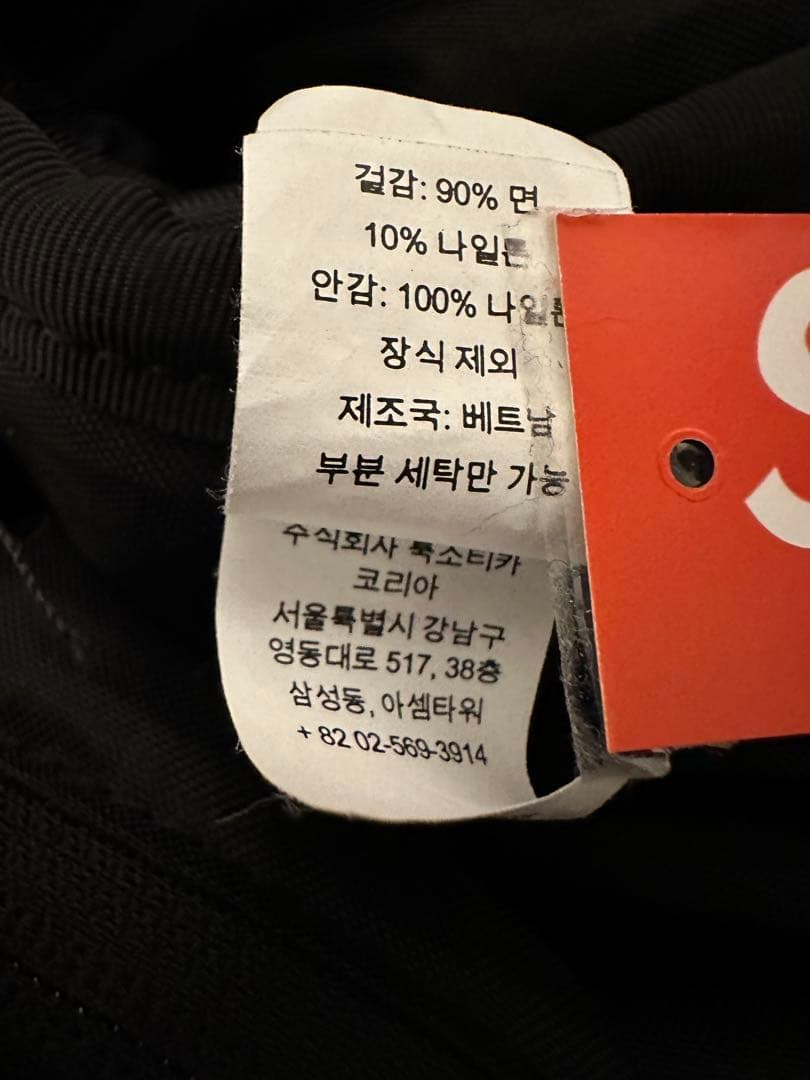 겉감: 90% 면
10% 나일론
안감: 100% 나일론
장식 제외
제조국: 베트남
부분 세탁만 가능
주식회사 룩소티카
코리아
서울특별시 강남구
영동대로 517, 38층
삼성동, 아셈타워
+ 82 02-569-3914
S